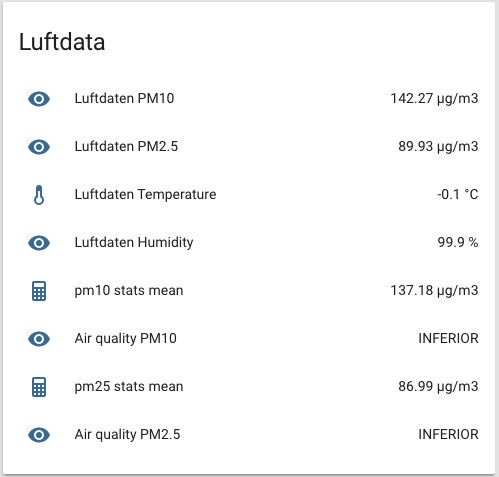 Luftdata
Luftdaten PM10 142.27 µg/m3
Luftdaten PM2.5 89.93 µg/m3
Luftdaten Temperature -0.1 °C
Luftdaten Humidity 99.9 %
pm10 stats mean 137.18 µg/m3
Air quality PM10 INFERIOR
pm25 stats mean 86.99 µg/m3
Air quality PM2.5 INFERIOR